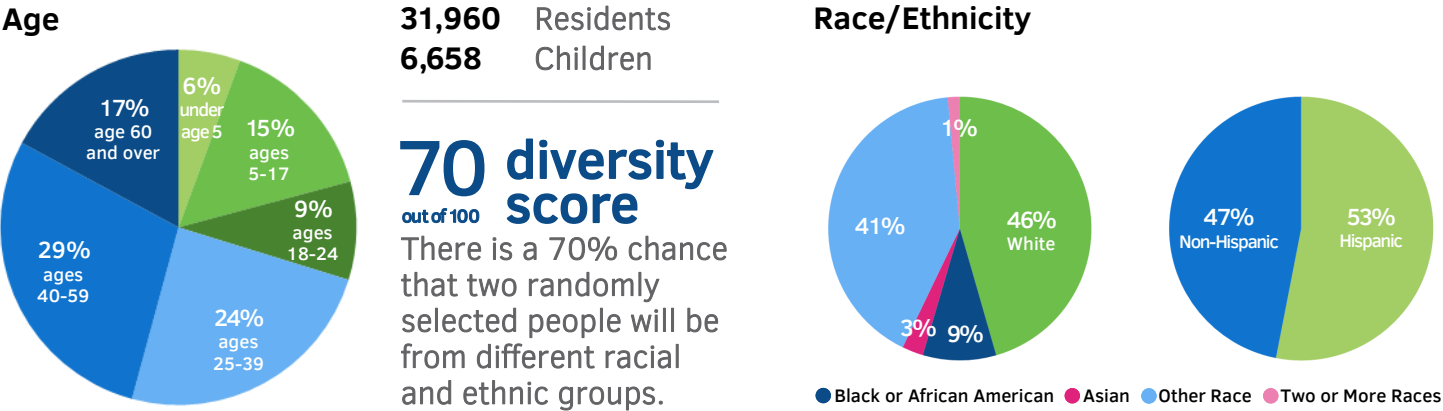 Age
17%
age 60
and over
6%
under
age 5
15%
ages
5-17
9%
ages
18-24
24%
ages
25-39
29%
ages
40-59
31,960 Residents
6,658 Children
70 diversity score
out of 100
There is a 70% chance
that two randomly
selected people will be
from different racial
and ethnic groups.
Race/Ethnicity
1%
41%
46%
White
3%
9%
47%
Non-Hispanic
53%
Hispanic
Black or African American Asian Other Race Two or More Races